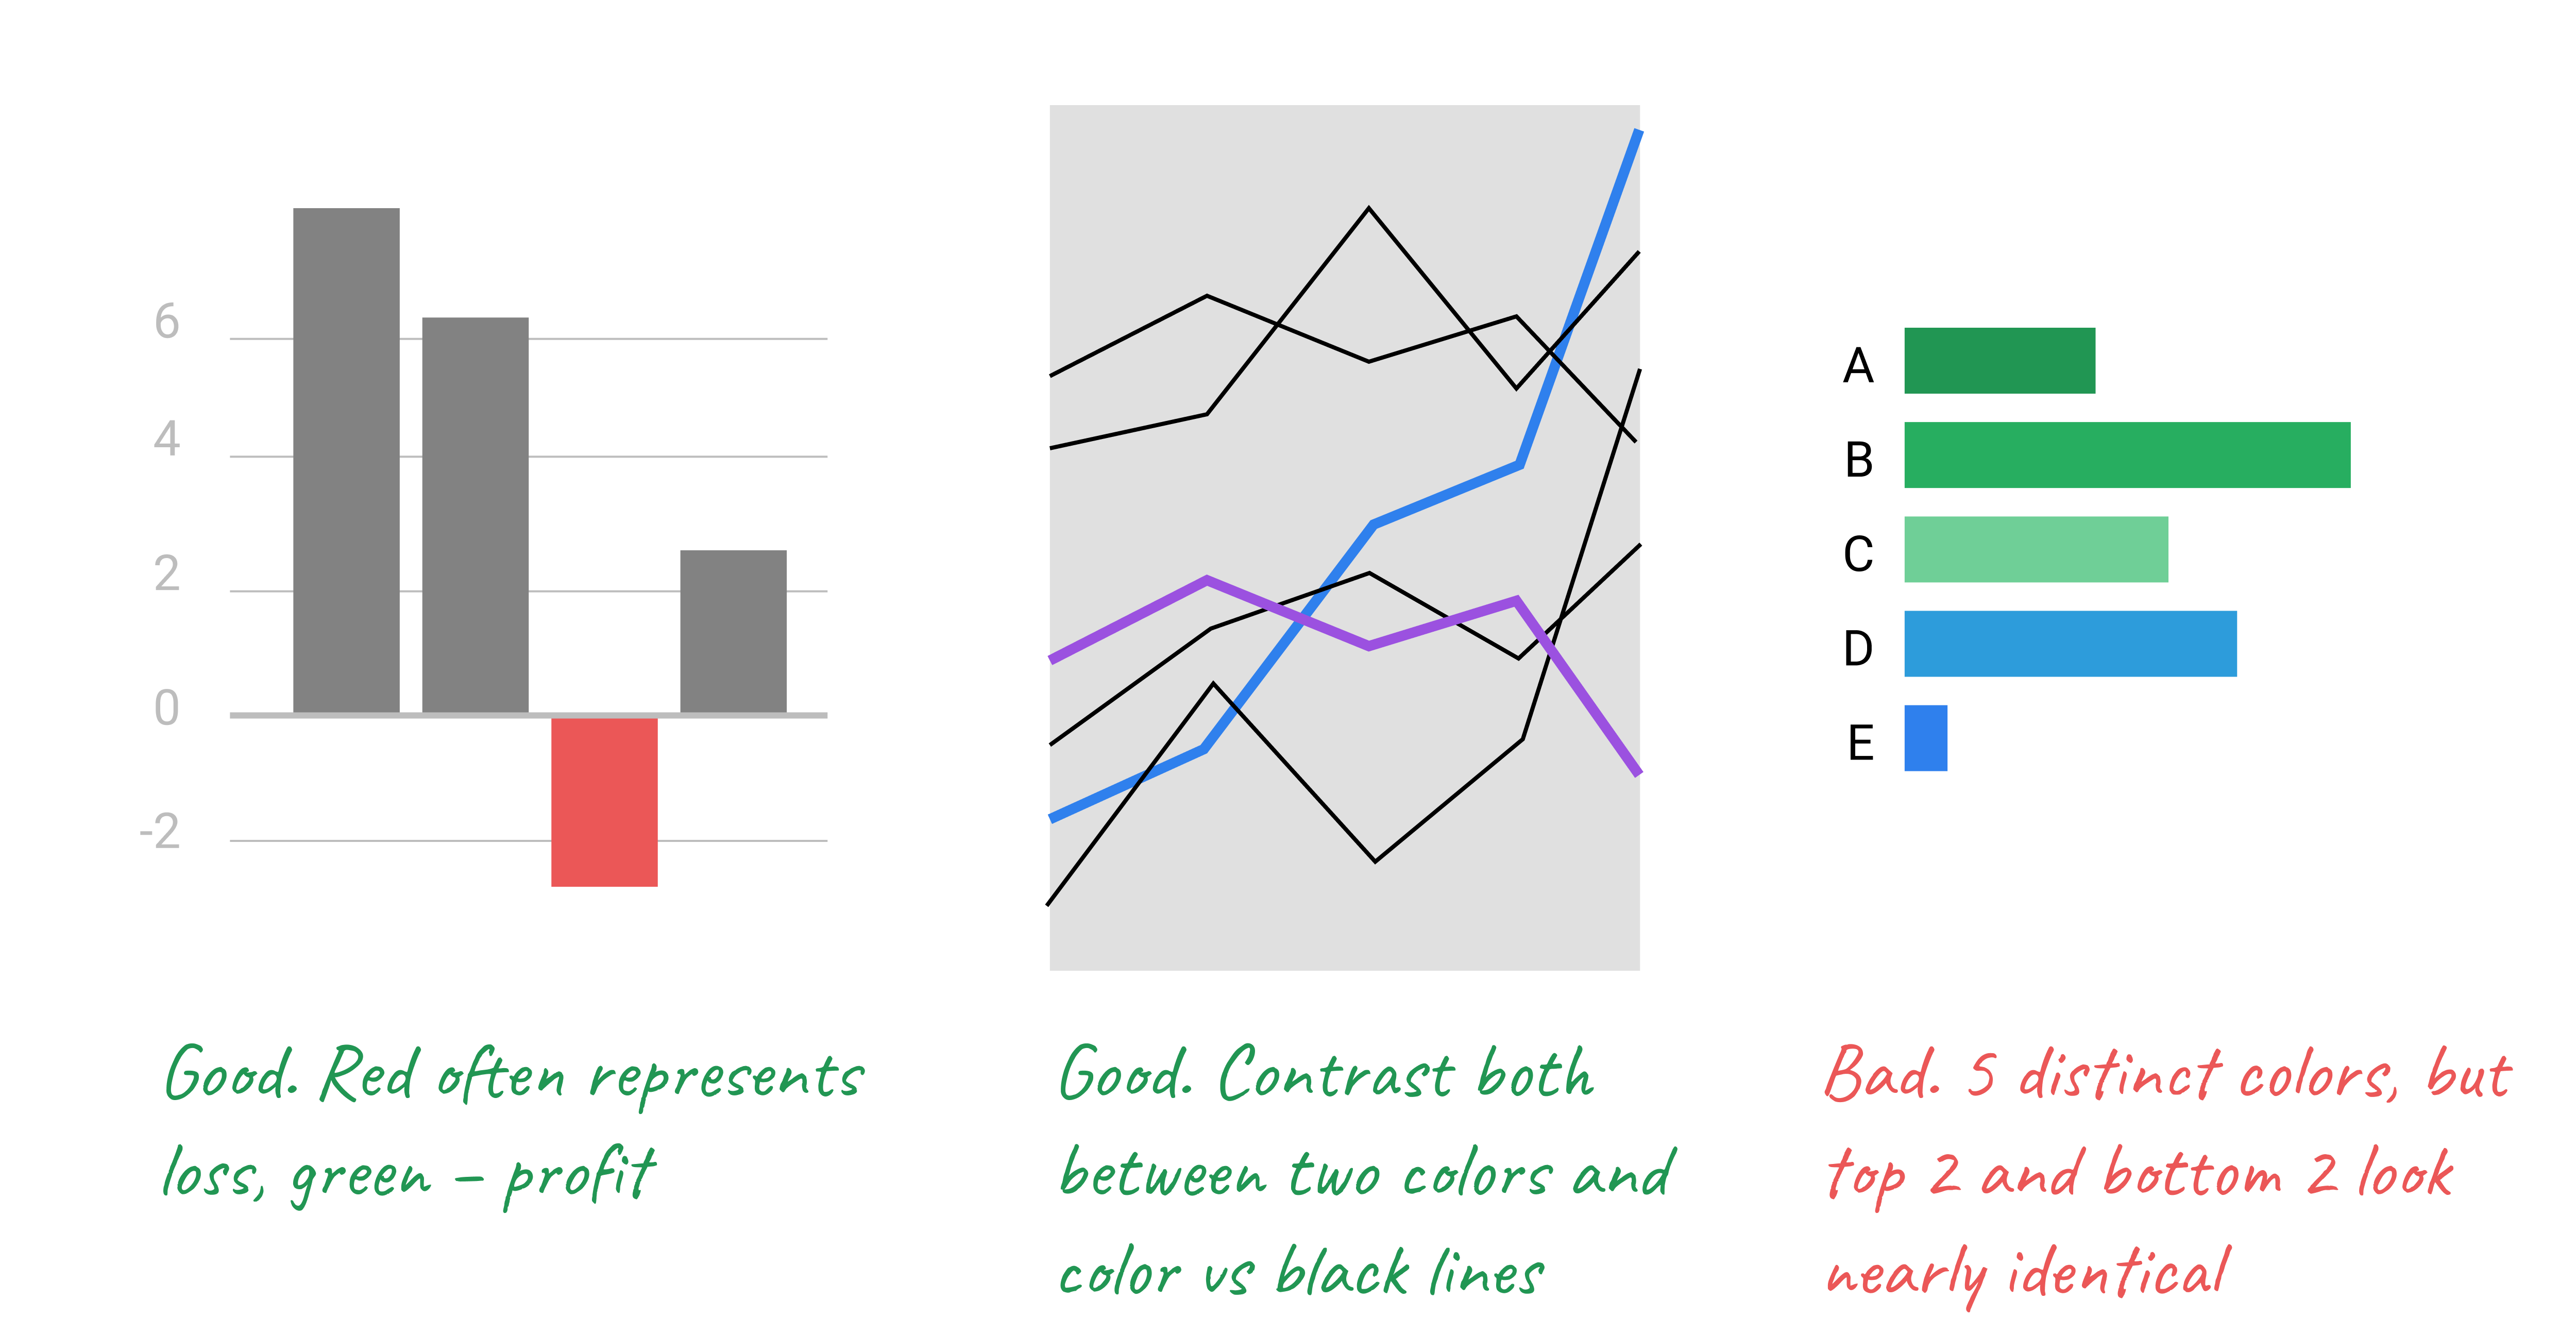 6
4
2
0
-2
A
B
C
D
E
Good. Red often represents
loss, green – profit
Good. Contrast both
between two colors and
color vs black lines
Bad. 5 distinct colors, but
top 2 and bottom 2 look
nearly identical